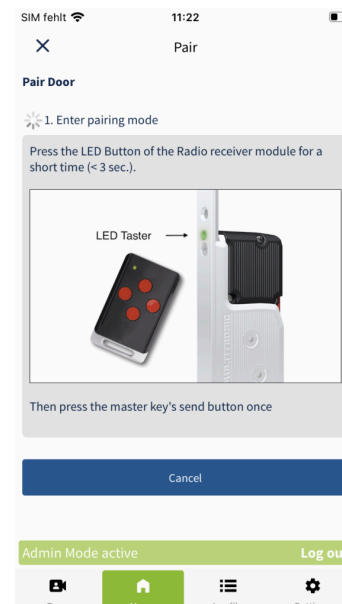 SIM fehlt 11:22
Pair
Pair Door
1. Enter pairing mode
Press the LED Button of the Radio receiver module for a
short time (< 3 sec.).
LED Taster
Then press the master key's send button once
Cancel
Admin Mode active Log ou